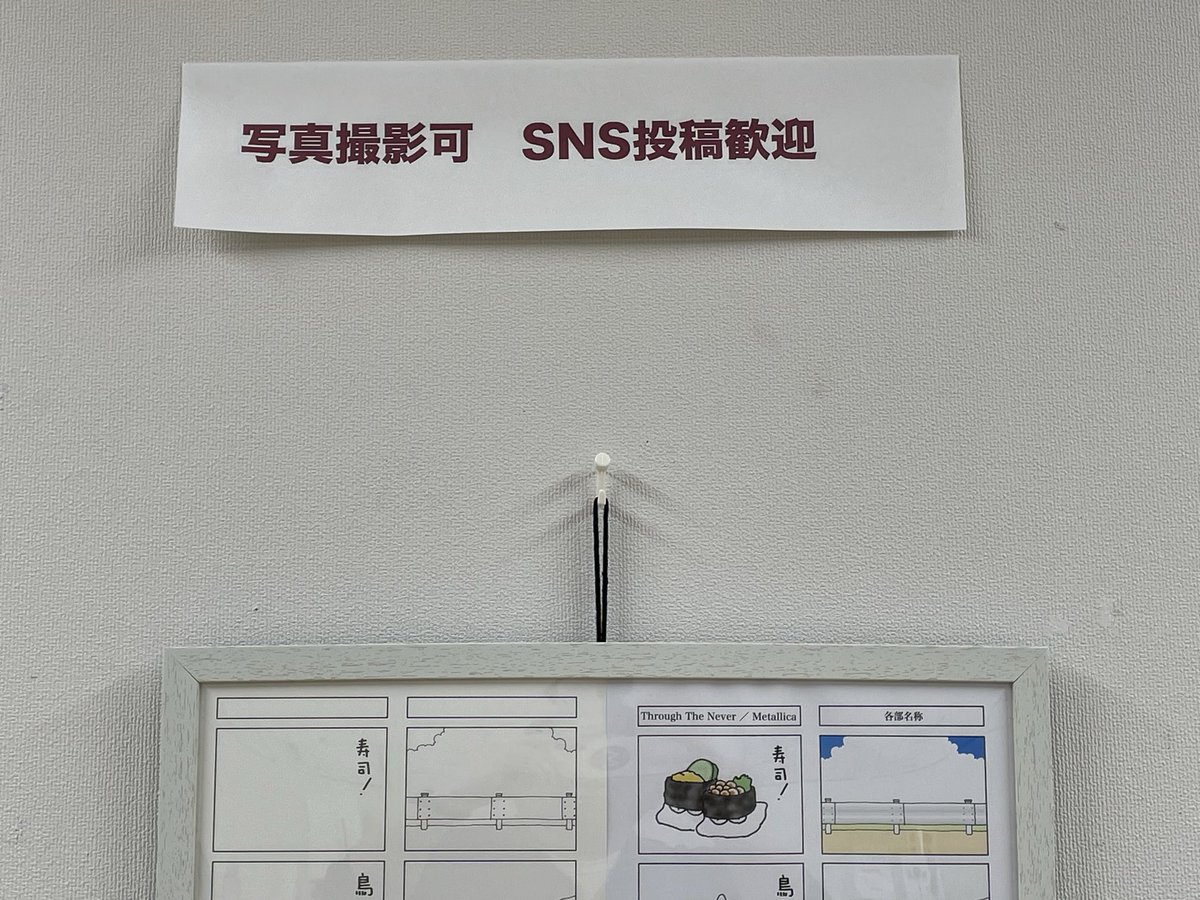 写真撮影可　SNS投稿歓迎
Through The Never ／ Metallica
各部名称
寿司！
寿司！
鳥
鳥